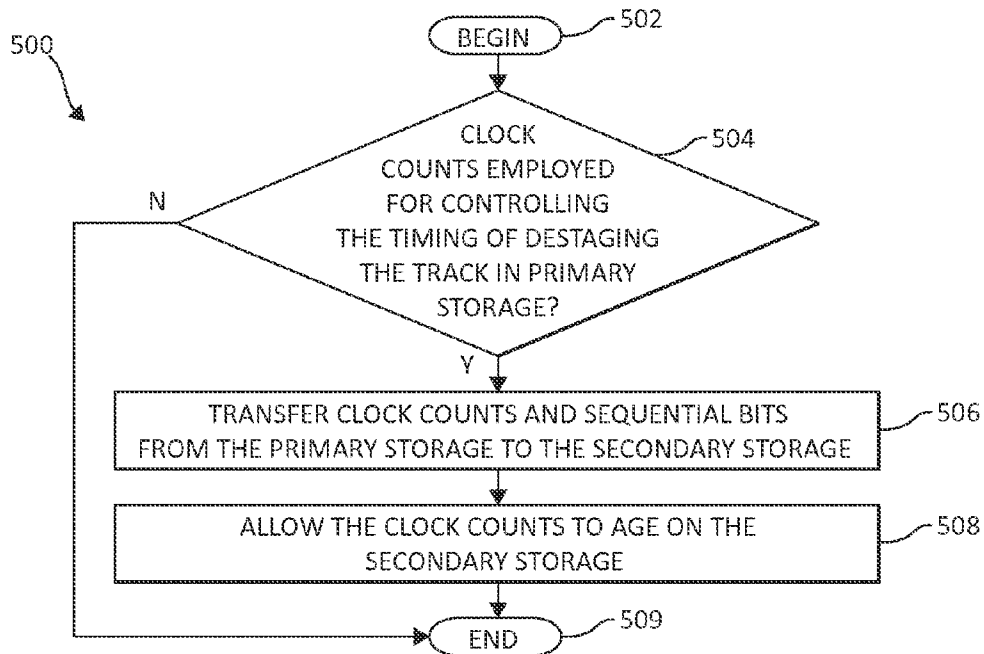 500
BEGIN
502
CLOCK
COUNTS EMPLOYED
FOR CONTROLLING
THE TIMING OF DESTAGING
THE TRACK IN PRIMARY
STORAGE?
504
N
Y
TRANSFER CLOCK COUNTS AND SEQUENTIAL BITS
FROM THE PRIMARY STORAGE TO THE SECONDARY STORAGE
506
ALLOW THE CLOCK COUNTS TO AGE ON THE
SECONDARY STORAGE
508
END
509